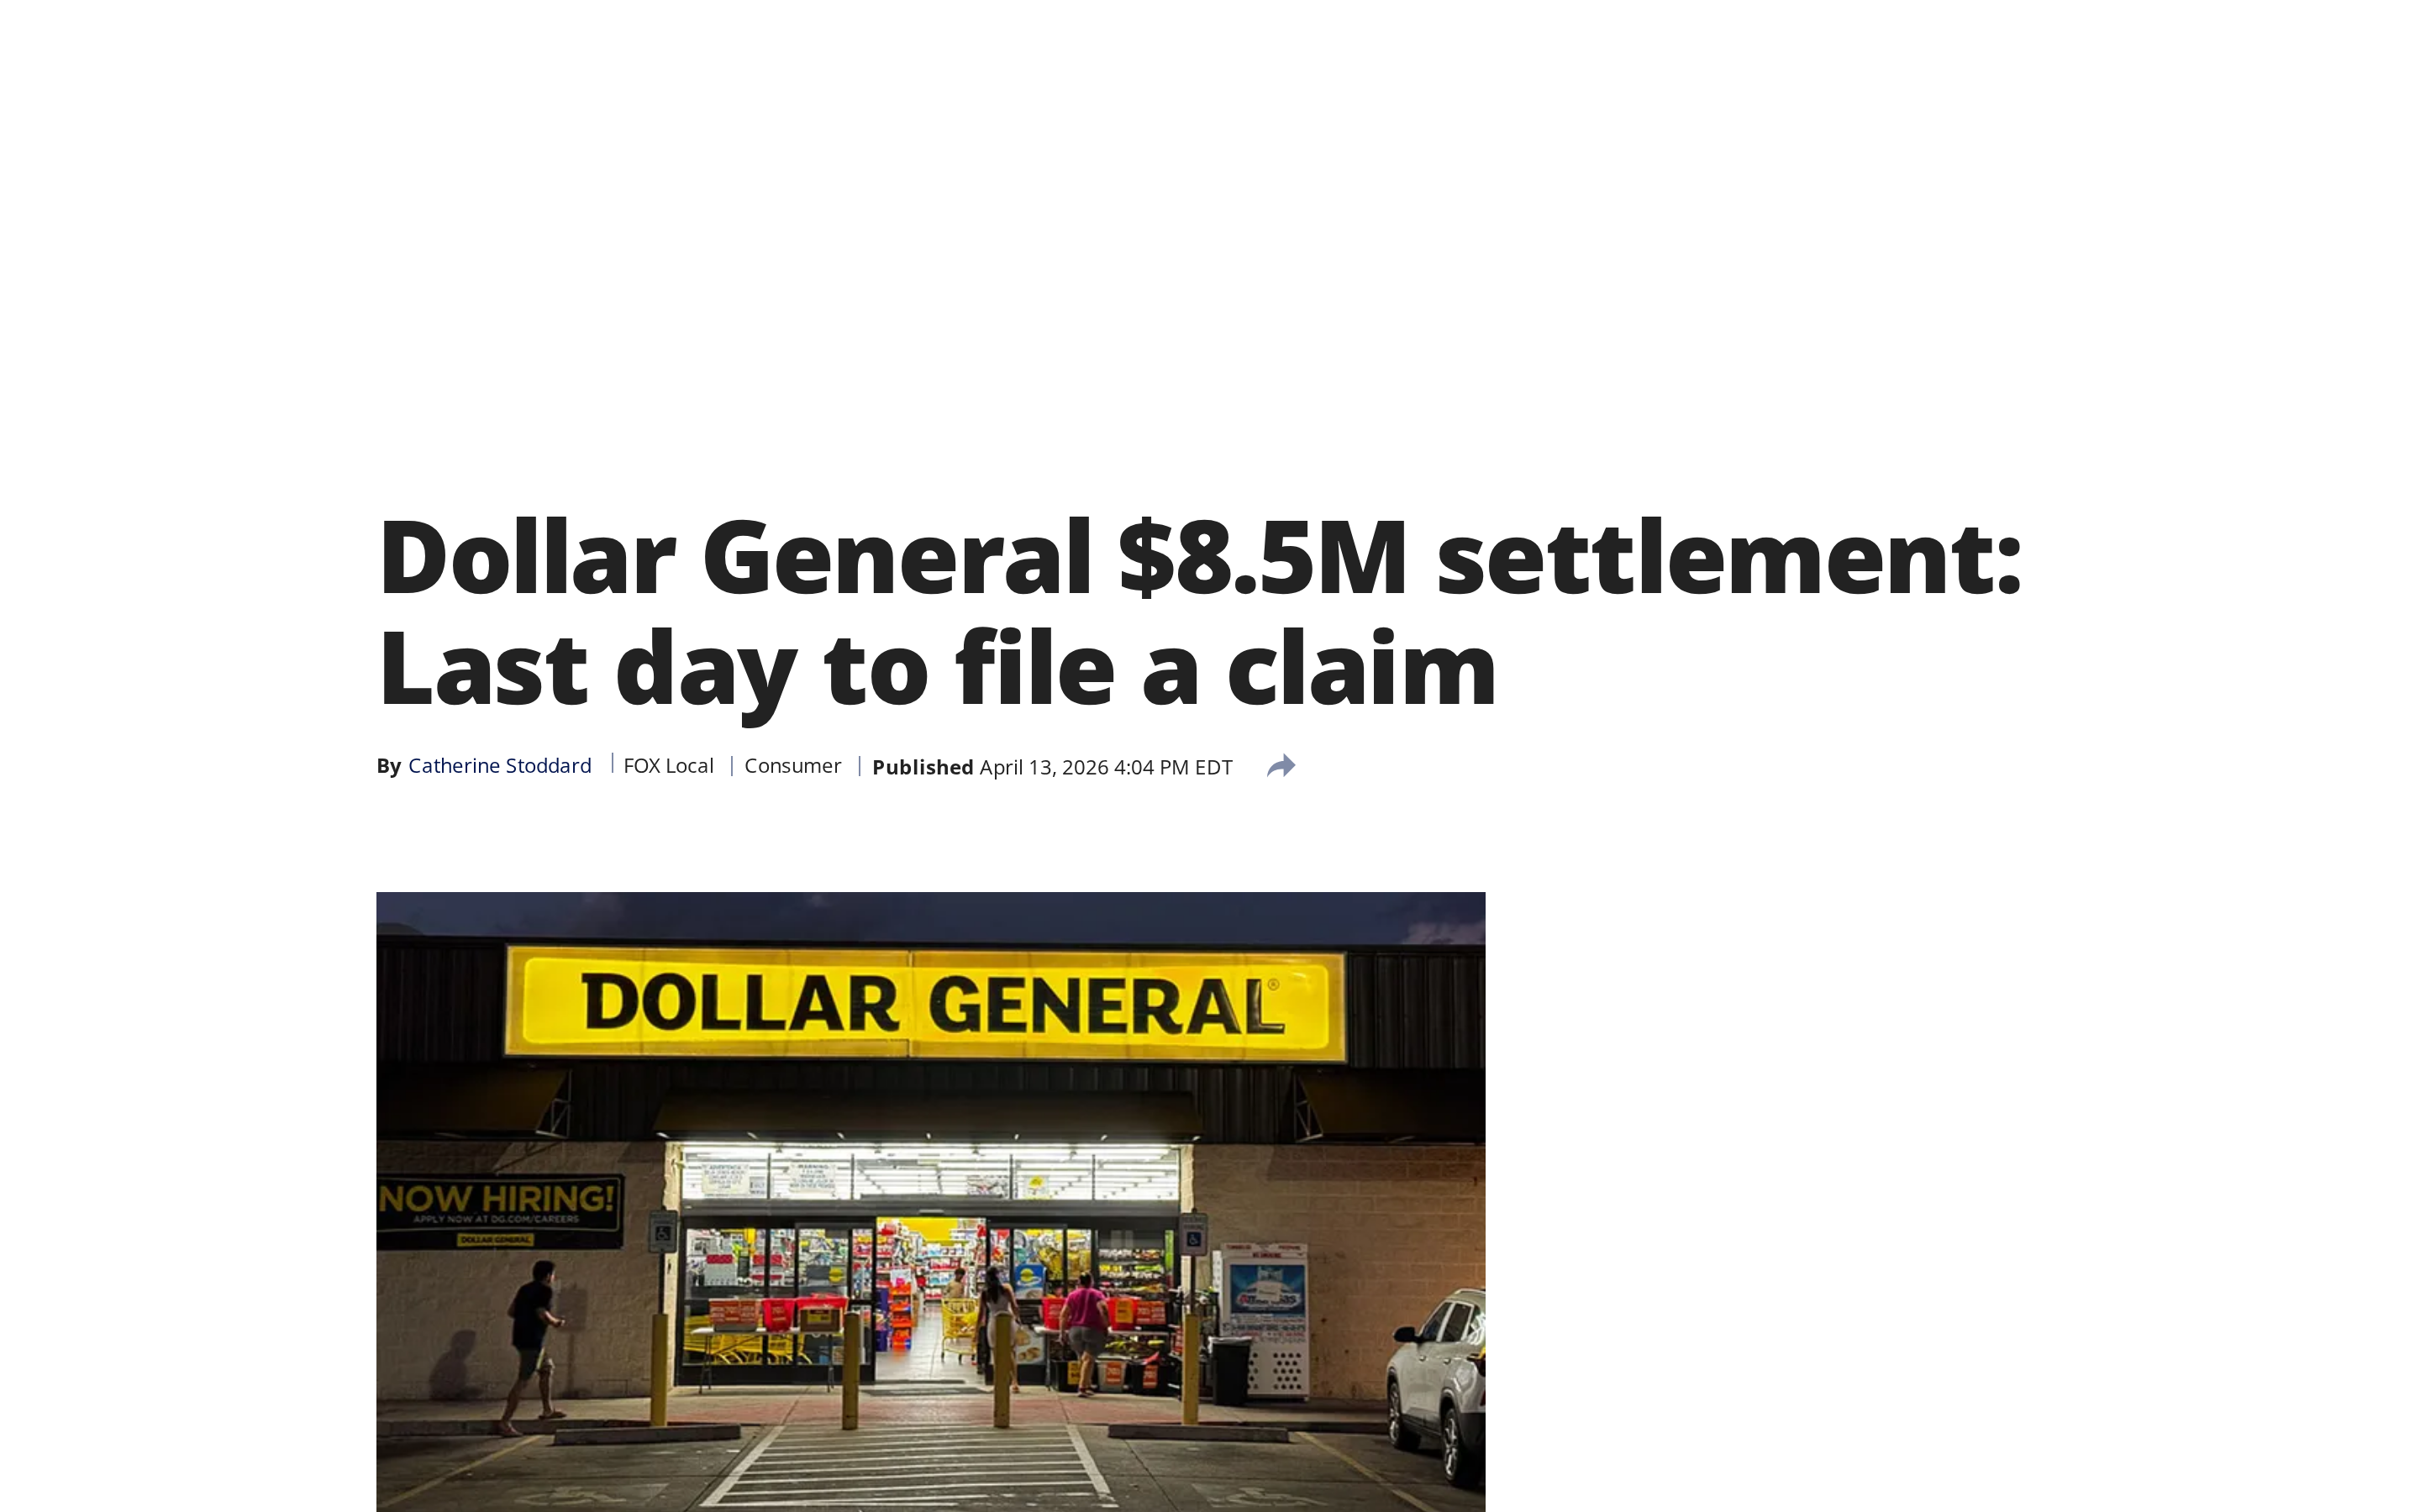 Dollar General $8.5M settlement:
Last day to file a claim
By Catherine Stoddard | FOX Local | Consumer | Published April 13, 2026 4:04 PM EDT
DOLLAR GENERAL®
NOW HIRING!
APPLY NOW AT DG.COM/CAREERS
DOLLAR GENERAL